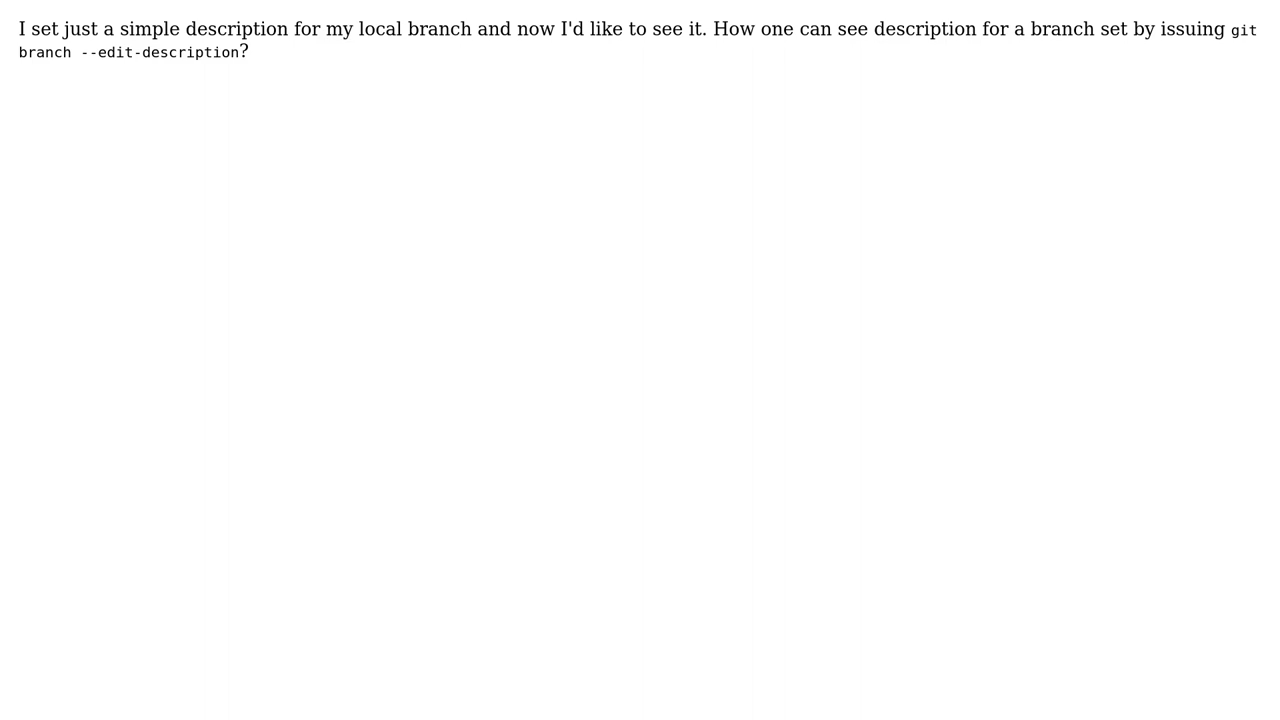 I set just a simple description for my local branch and now I'd like to see it. How one can see description for a branch set by issuing git
branch --edit-description?